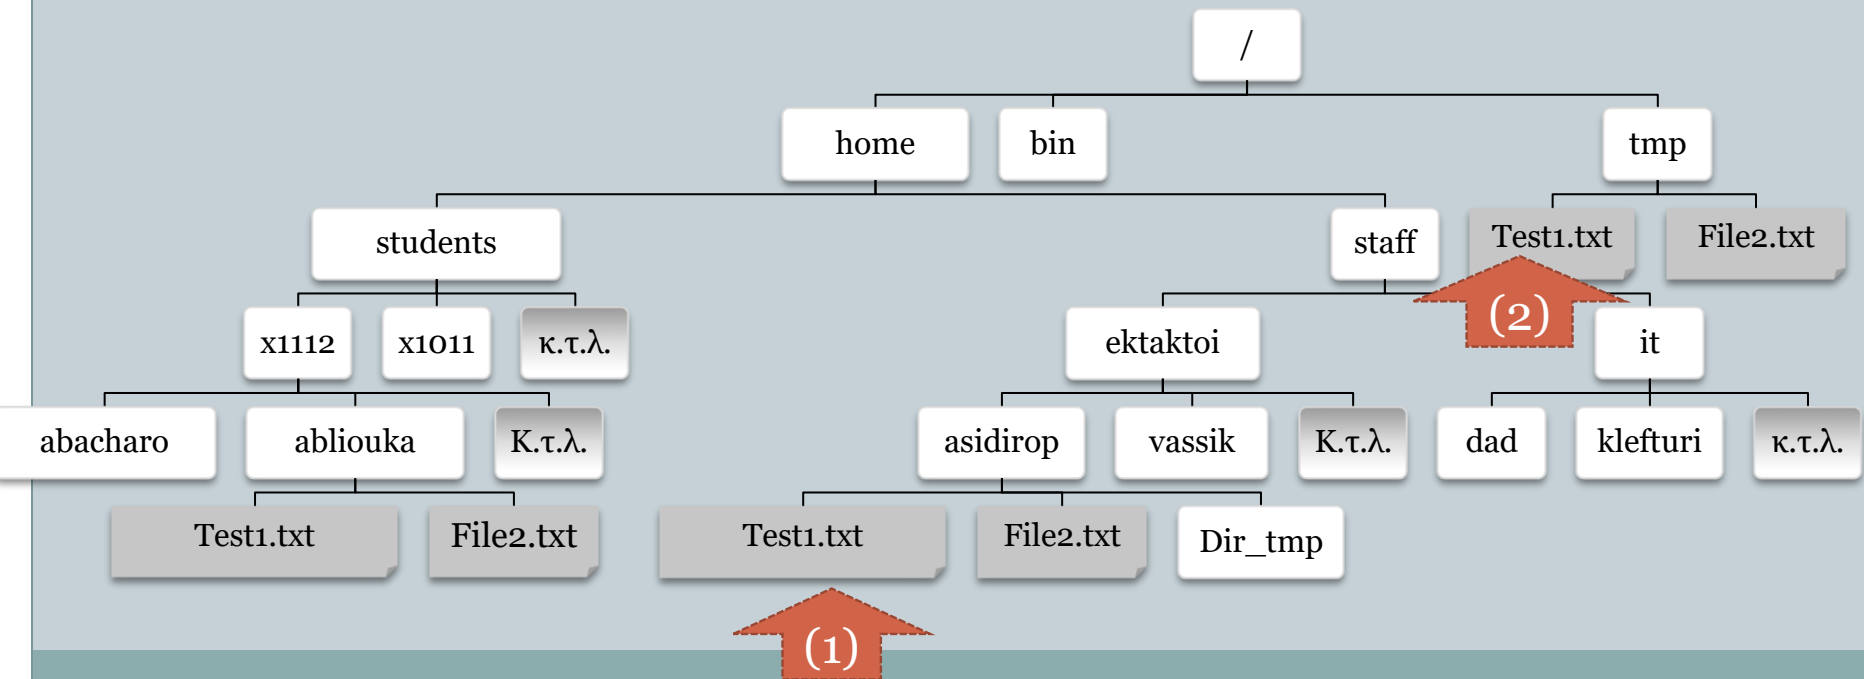 /
home
bin
tmp
students
staff
Test1.txt
File2.txt
(2)
x1112
x1011
κ.τ.λ.
ektaktoi
it
abacharo
abliouka
Κ.τ.λ.
asidirop
vassik
Κ.τ.λ.
dad
klefturi
κ.τ.λ.
Test1.txt
File2.txt
Test1.txt
File2.txt
Dir_tmp
(1)